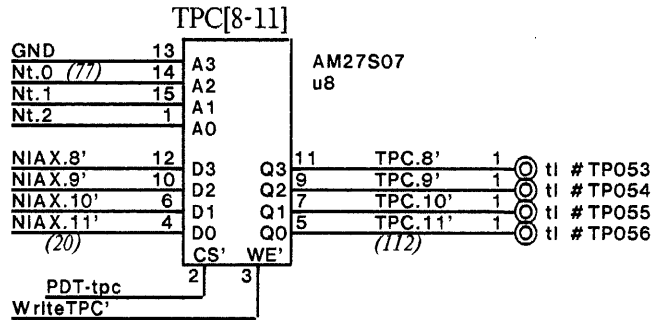 TPC[8-11]
GND 13 A3 AM27S07
Nt.0 (77) 14 A2 u8
Nt.1 15 A1
Nt.2 1 A0
NIAX.8' 12 D3 Q3 11 TPC.8' 1 tl #TP053
NIAX.9' 10 D2 Q2 9 TPC.9' 1 tl #TP054
NIAX.10' 6 D1 Q1 7 TPC.10' 1 tl #TP055
NIAX.11' 4 D0 Q0 5 TPC.11' 1 tl #TP056
(20) (112)
CS' WE'
2 3
PDT-tpc
WriteTPC'